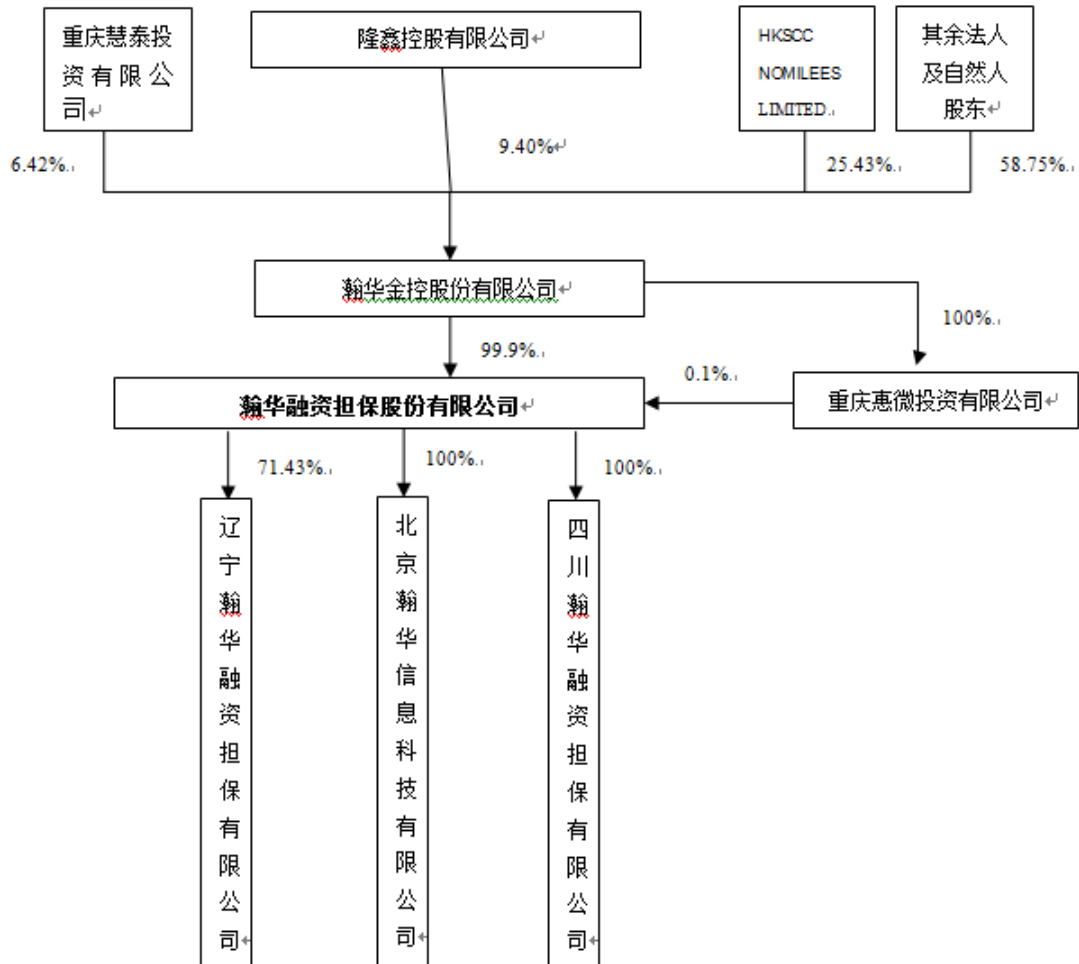 重庆慧泰投
资有限公
司
隆鑫控股有限公司
HKSCC
NOMILEES
LIMITED.
其余法人
及自然人
股东
6.42%.
9.40%
25.43%.
58.75%.
瀚华金控股份有限公司
100%.
99.9%.
0.1%.
瀚华融资担保股份有限公司
重庆惠微投资有限公司
71.43%.
100%.
100%.
辽宁瀚华融资担保有限公司
北京瀚华信息科技有限公司
四川瀚华融资担保有限公司